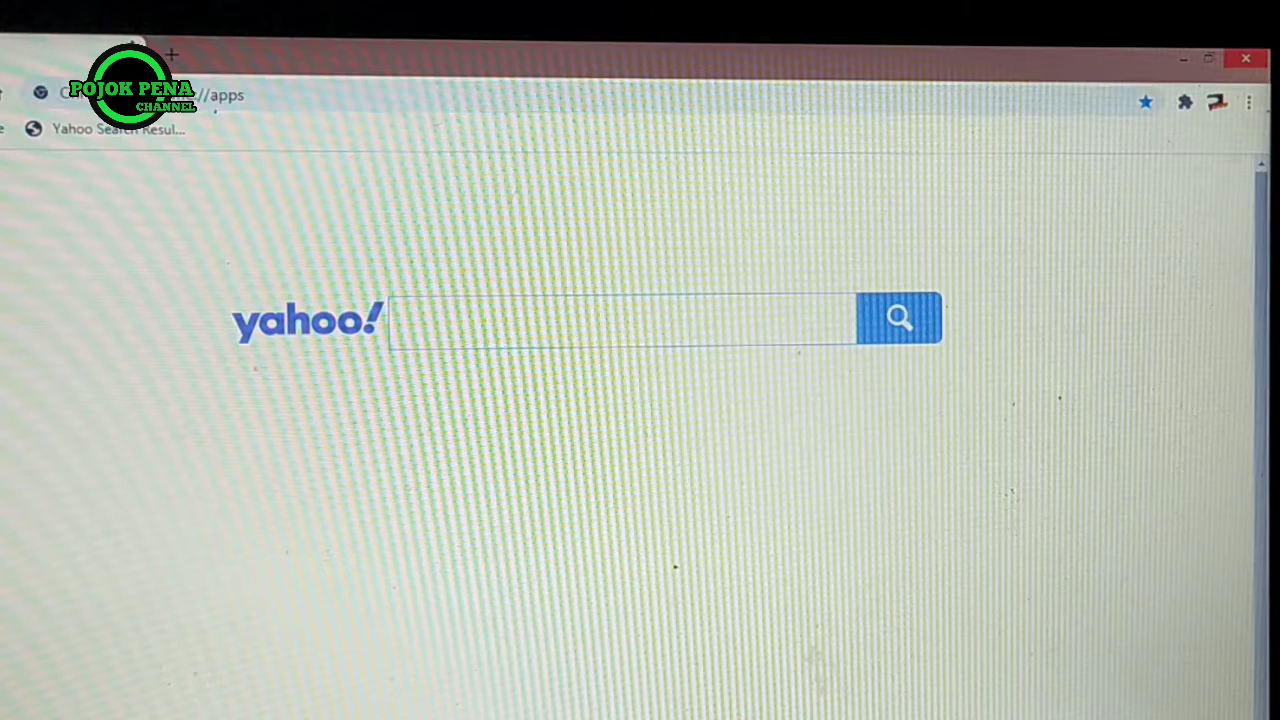 POJOK PENA
CHANNEL
//apps
Yahoo Search Resul...
yahoo!